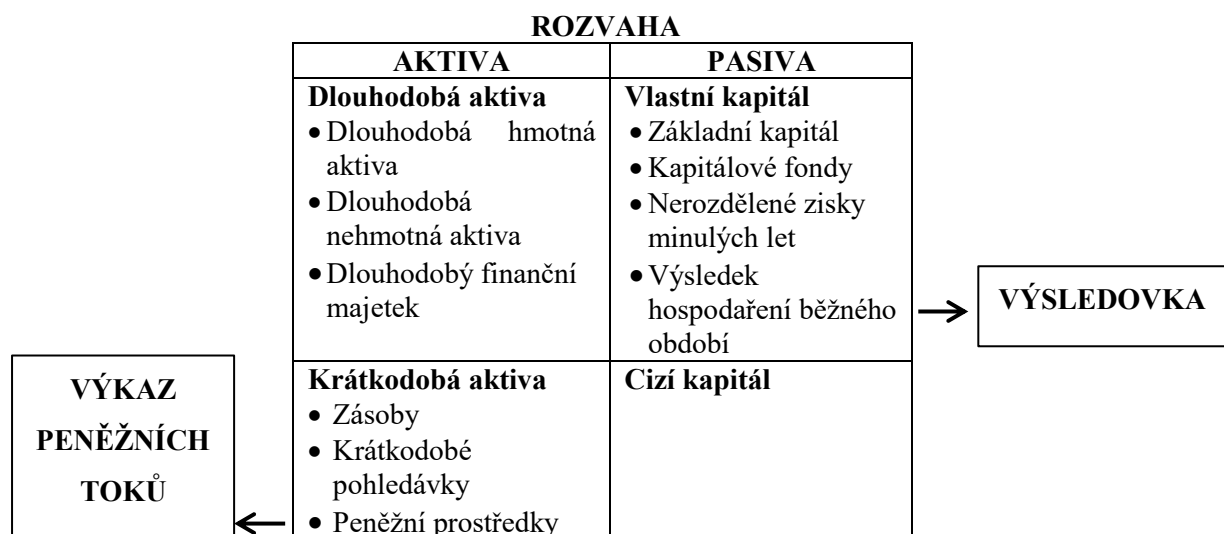 ROZVAHA
AKTIVA
PASIVA
Dlouhodobá aktiva
• Dlouhodobá hmotná
aktiva
• Dlouhodobá
nehmotná aktiva
• Dlouhodobý finanční
majetek
Vlastní kapitál
• Základní kapitál
• Kapitálové fondy
• Nerozdělené zisky
minulých let
• Výsledek
hospodaření běžného
období
VÝSLEDOVKA
VÝKAZ
PENĚŽNÍCH
TOKŮ
Krátkodobá aktiva
• Zásoby
• Krátkodobé
pohledávky
• Peněžní prostředky
Cizí kapitál